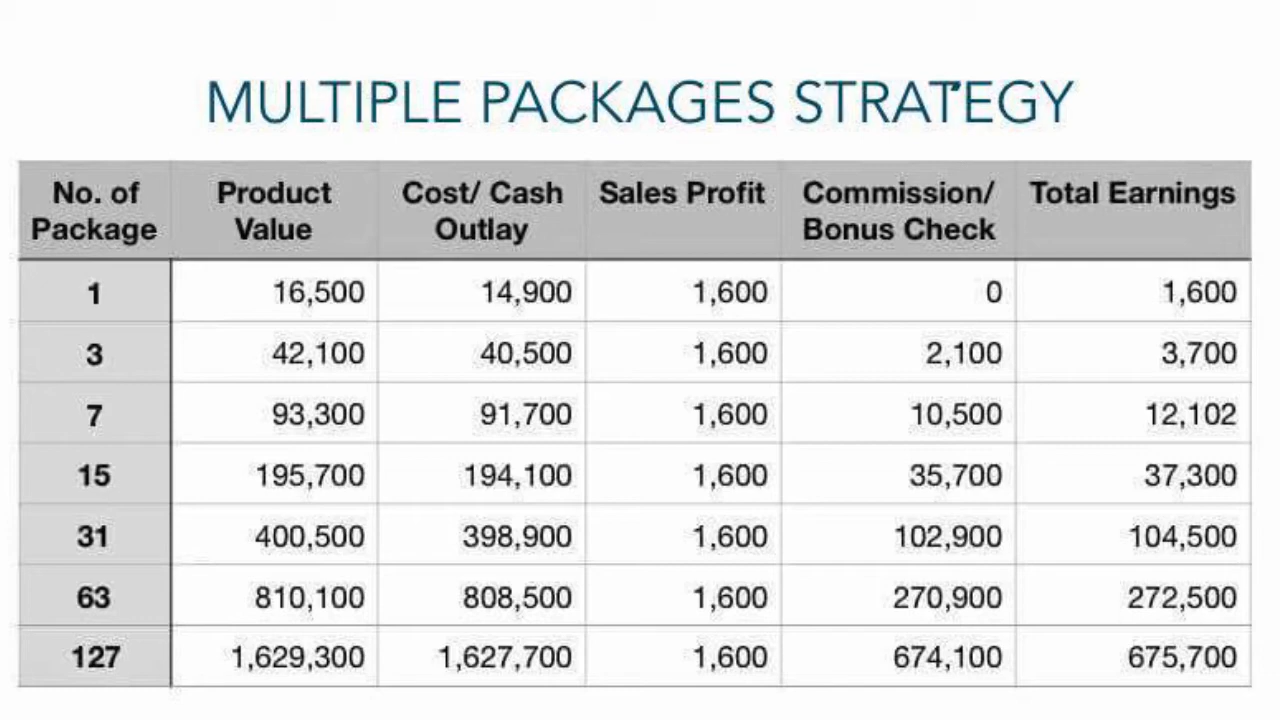 MULTIPLE PACKAGES STRATEGY
No. of Package | Product Value | Cost/ Cash Outlay | Sales Profit | Commission/ Bonus Check | Total Earnings
1 | 16,500 | 14,900 | 1,600 | 0 | 1,600
3 | 42,100 | 40,500 | 1,600 | 2,100 | 3,700
7 | 93,300 | 91,700 | 1,600 | 10,500 | 12,102
15 | 195,700 | 194,100 | 1,600 | 35,700 | 37,300
31 | 400,500 | 398,900 | 1,600 | 102,900 | 104,500
63 | 810,100 | 808,500 | 1,600 | 270,900 | 272,500
127 | 1,629,300 | 1,627,700 | 1,600 | 674,100 | 675,700